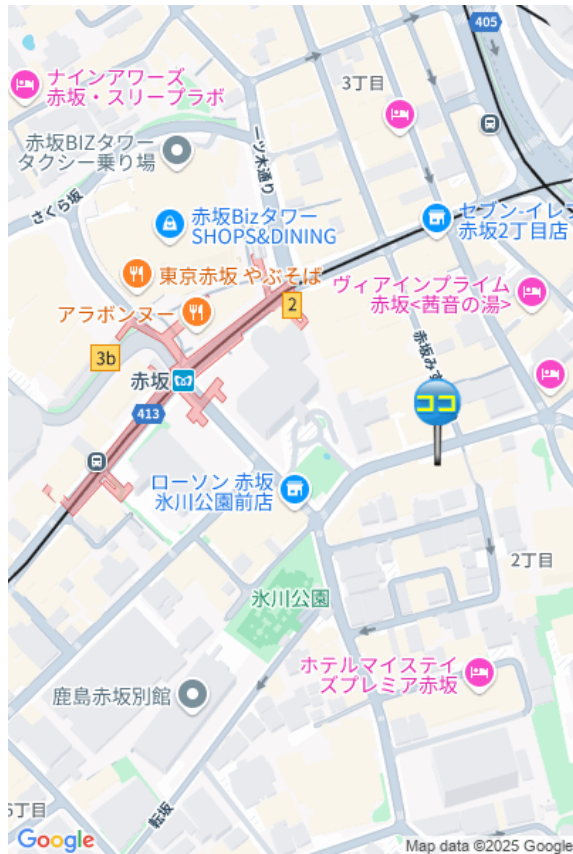 405
ナインアワーズ
赤坂・スリープラボ
3丁目
赤坂BIZタワー
タクシー乗り場
一ツ木通り
さくら坂
赤坂Bizタワー
SHOPS&DINING
セブン-イレブ
赤坂2丁目店
東京赤坂 やぶそば
ヴィアインプライム
赤坂<茜音の湯>
2
アラボンヌー
3b
赤坂みす
赤坂
ココ
413
ローソン 赤坂
氷川公園前店
2丁目
氷川公園
ホテルマイステイ
ズプレミア赤坂
鹿島赤坂別館
転坂
丁目
Google
Map data ©2025 Google